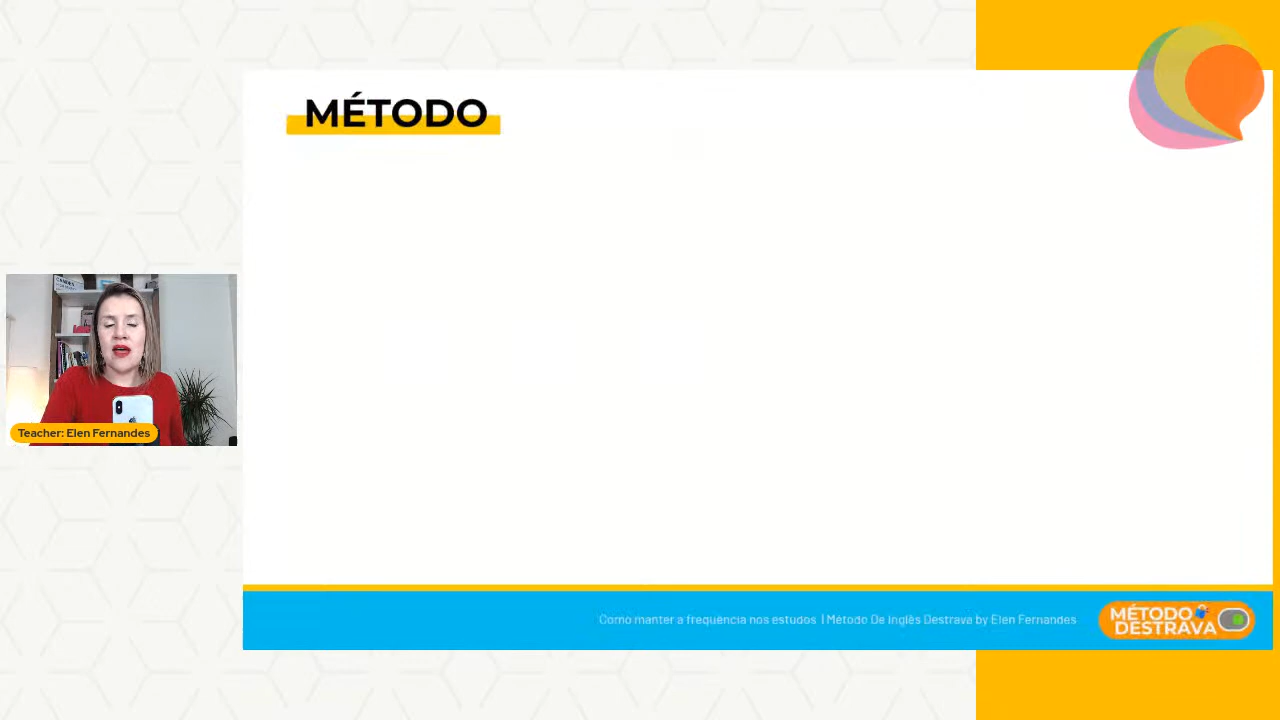 MÉTODO
Teacher: Elen Fernandes
Como manter a frequência nos estudos | Método De Inglês Destrava by Elen Fernandes
MÉTODO
DESTRAVA